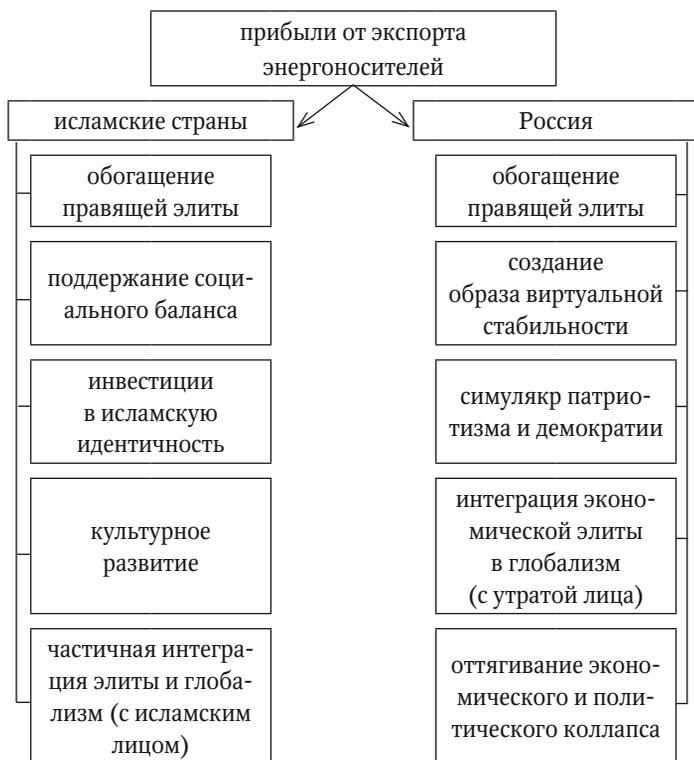 прибыли от экспорта
энергоносителей
исламские страны
Россия
обогащение
правящей элиты
поддержание соци-
ального баланса
инвестиции
в исламскую
идентичность
культурное
развитие
частичная интегра-
ция элиты и глоба-
лизм (с исламским
лицом)
обогащение
правящей элиты
создание
образа виртуальной
стабильности
симулякр патрио-
тизма и демократии
интеграция эконо-
мической элиты
в глобализм
(с утратой лица)
оттягивание эконо-
мического и поли-
тического коллапса